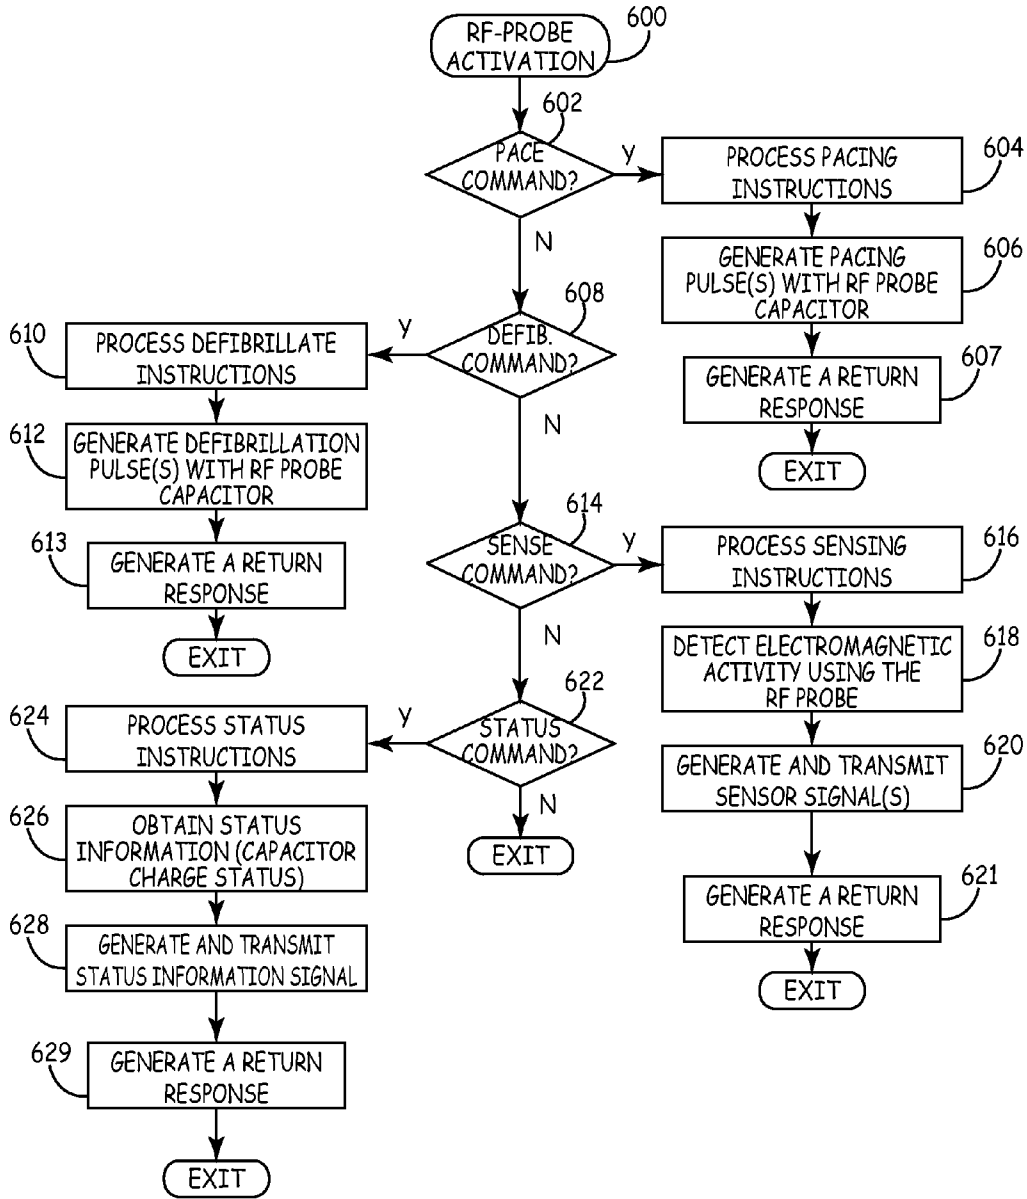 RF-PROBE
ACTIVATION
600
602
PACE
COMMAND?
Y
N
PROCESS PACING
INSTRUCTIONS
604
GENERATE PACING
PULSE(S) WITH RF PROBE
CAPACITOR
606
GENERATE A RETURN
RESPONSE
607
EXIT
608
DEFIB.
COMMAND?
Y
N
610
PROCESS DEFIBRILLATE
INSTRUCTIONS
612
GENERATE DEFIBRILLATION
PULSE(S) WITH RF PROBE
CAPACITOR
613
GENERATE A RETURN
RESPONSE
EXIT
614
SENSE
COMMAND?
Y
N
PROCESS SENSING
INSTRUCTIONS
616
DETECT ELECTROMAGNETIC
ACTIVITY USING THE
RF PROBE
618
GENERATE AND TRANSMIT
SENSOR SIGNAL(S)
620
GENERATE A RETURN
RESPONSE
621
EXIT
622
STATUS
COMMAND?
Y
N
EXIT
624
PROCESS STATUS
INSTRUCTIONS
626
OBTAIN STATUS
INFORMATION (CAPACITOR
CHARGE STATUS)
628
GENERATE AND TRANSMIT
STATUS INFORMATION SIGNAL
629
GENERATE A RETURN
RESPONSE
EXIT